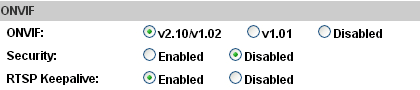 ONVIF
ONVIF: v2.10/v1.02 v1.01 Disabled
Security: Enabled Disabled
RTSP Keepalive: Enabled Disabled